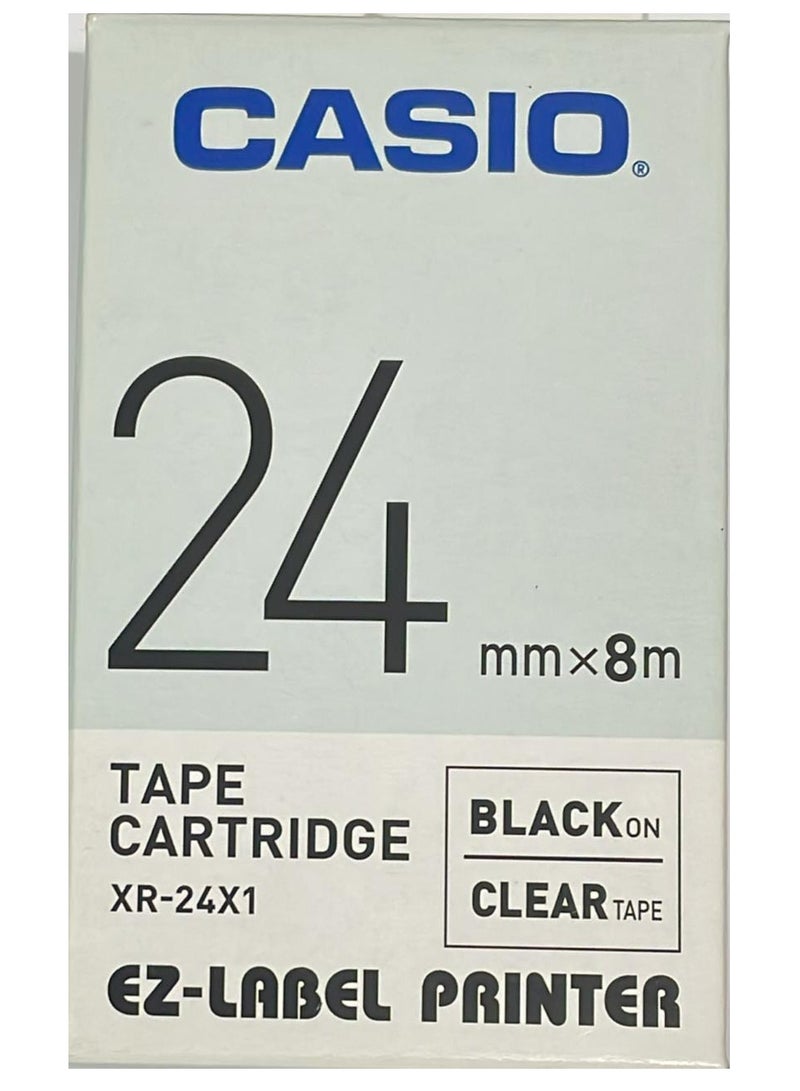 CASIO®
24 mm×8m
TAPE
CARTRIDGE
XR-24X1
BLACK ON
CLEAR TAPE
EZ-LABEL PRINTER